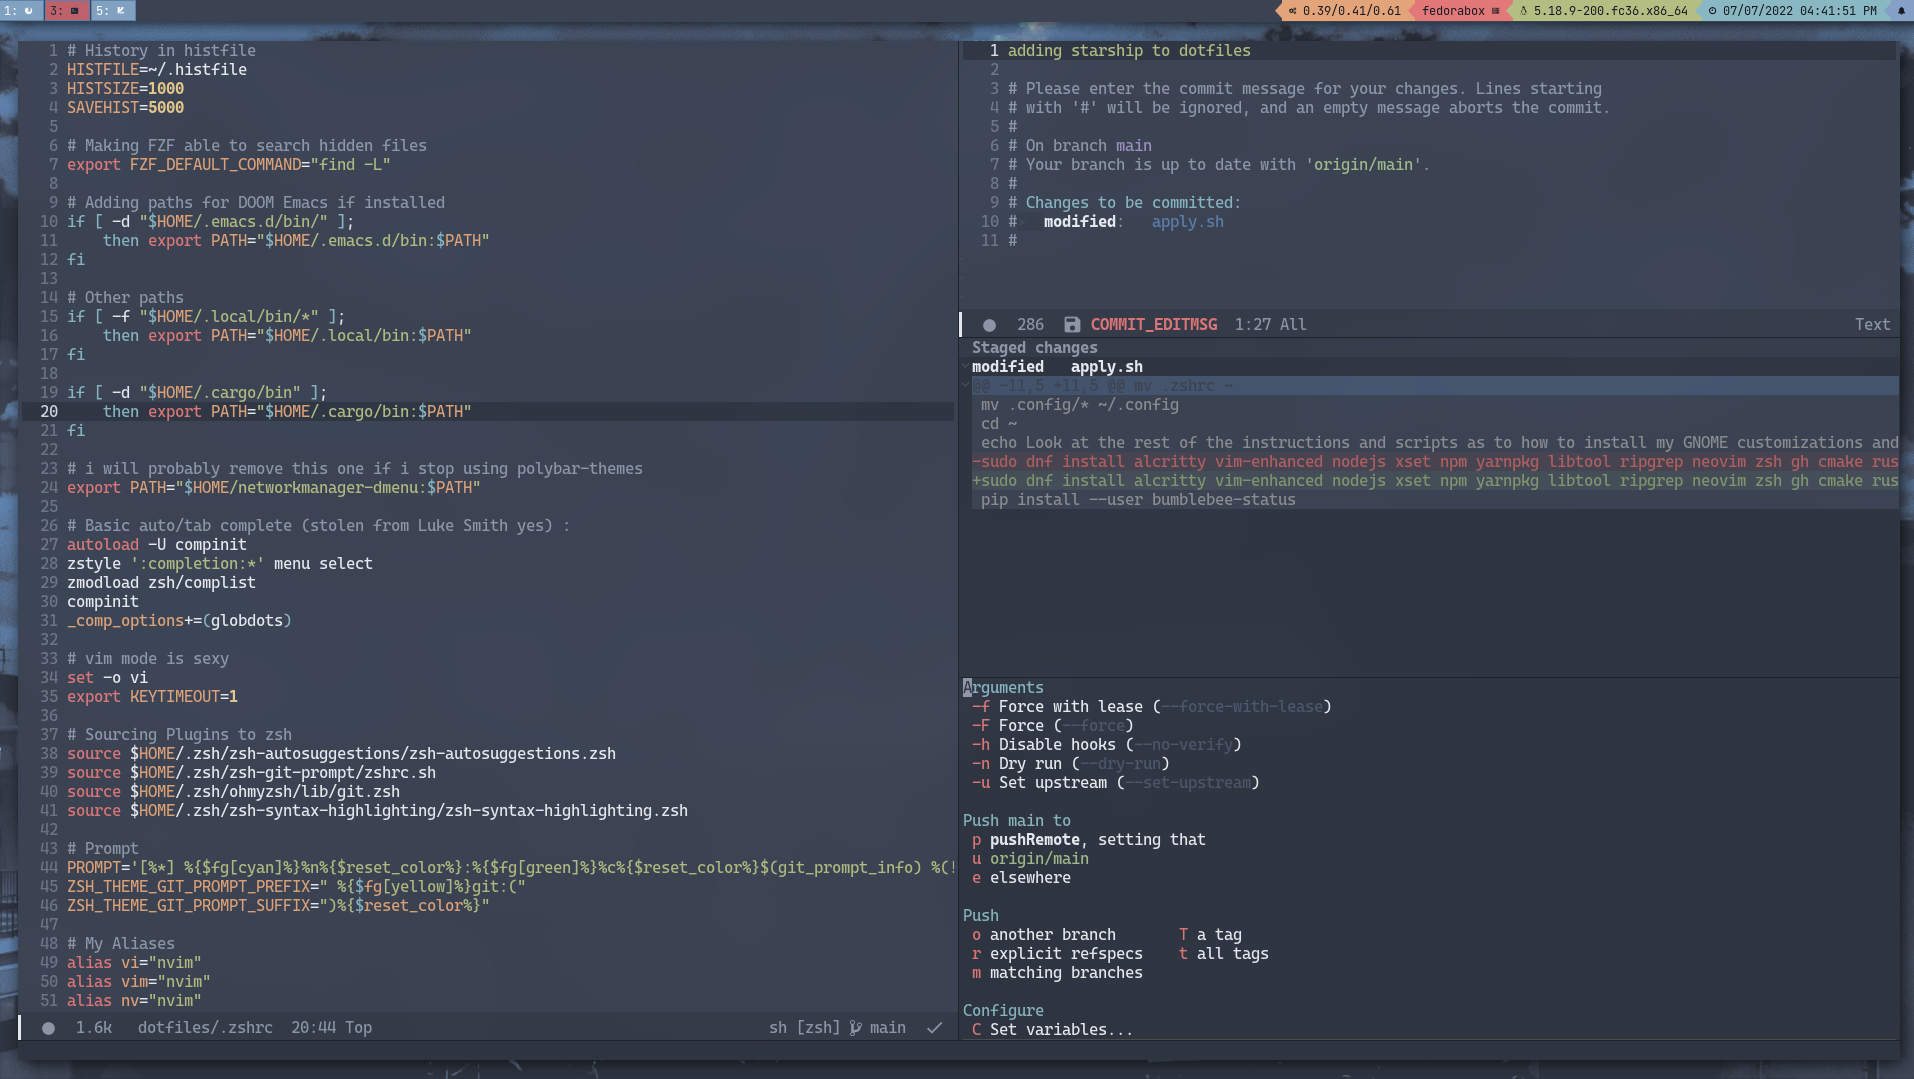 1:
3:
5:
0.39/0.41/0.61
fedorabox
5.18.9-200.fc36.x86_64
07/07/2022 04:41:51 PM
1 # History in histfile
2 HISTFILE=~/.histfile
3 HISTSIZE=1000
4 SAVEHIST=5000
5
6 # Making FZF able to search hidden files
7 export FZF_DEFAULT_COMMAND="find -L"
8
9 # Adding paths for DOOM Emacs if installed
10 if [ -d "$HOME/.emacs.d/bin/" ];
11     then export PATH="$HOME/.emacs.d/bin:$PATH"
12 fi
13
14 # Other paths
15 if [ -f "$HOME/.local/bin/*" ];
16     then export PATH="$HOME/.local/bin:$PATH"
17 fi
18
19 if [ -d "$HOME/.cargo/bin" ];
20     then export PATH="$HOME/.cargo/bin:$PATH"
21 fi
22
23 # i will probably remove this one if i stop using polybar-themes
24 export PATH="$HOME/networkmanager-dmenu:$PATH"
25
26 # Basic auto/tab complete (stolen from Luke Smith yes) :
27 autoload -U compinit
28 zstyle ':completion:*' menu select
29 zmodload zsh/complist
30 compinit
31 _comp_options+=(globdots)
32
33 # vim mode is sexy
34 set -o vi
35 export KEYTIMEOUT=1
36
37 # Sourcing Plugins to zsh
38 source $HOME/.zsh/zsh-autosuggestions/zsh-autosuggestions.zsh
39 source $HOME/.zsh/zsh-git-prompt/zshrc.sh
40 source $HOME/.zsh/ohmyzsh/lib/git.zsh
41 source $HOME/.zsh/zsh-syntax-highlighting/zsh-syntax-highlighting.zsh
42
43 # Prompt
44 PROMPT='[%*] %{$fg[cyan]%}%n%{$reset_color%}:%{$fg[green]%}%c%{$reset_color%}$(git_prompt_info) %(!
45 ZSH_THEME_GIT_PROMPT_PREFIX=" %{$fg[yellow]%}git:("
46 ZSH_THEME_GIT_PROMPT_SUFFIX=")%{$reset_color%}"
47
48 # My Aliases
49 alias vi="nvim"
50 alias vim="nvim"
51 alias nv="nvim"
1.6k dotfiles/.zshrc 20:44 Top sh [zsh] main
1 adding starship to dotfiles
2
3 # Please enter the commit message for your changes. Lines starting
4 # with '#' will be ignored, and an empty message aborts the commit.
5 #
6 # On branch main
7 # Your branch is up to date with 'origin/main'.
8 #
9 # Changes to be committed:
10 #   modified:   apply.sh
11 #
286 COMMIT_EDITMSG 1:27 All Text
Staged changes
modified   apply.sh
@@ -11,5 +11,5 @@ mv .zshrc ~
mv .config/* ~/.config
cd ~
echo Look at the rest of the instructions and scripts as to how to install my GNOME customizations and
-sudo dnf install alcritty vim-enhanced nodejs xset npm yarnpkg libtool ripgrep neovim zsh gh cmake rus
+sudo dnf install alcritty vim-enhanced nodejs xset npm yarnpkg libtool ripgrep neovim zsh gh cmake rus
pip install --user bumblebee-status
Arguments
-f Force with lease (--force-with-lease)
-F Force (--force)
-h Disable hooks (--no-verify)
-n Dry run (--dry-run)
-u Set upstream (--set-upstream)
Push main to
p pushRemote, setting that
u origin/main
e elsewhere
Push
o another branch       T a tag
r explicit refspecs    t all tags
m matching branches
Configure
C Set variables...